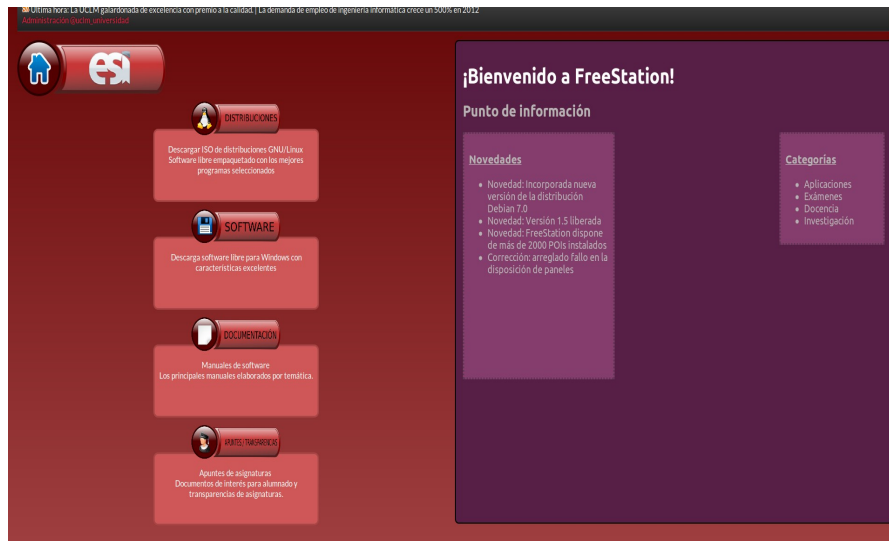 Última hora: La UCLM galardonada de excelencia con premio a la calidad. | La demanda de empleo de ingeniería informática crece un 500% en 2012
Administración @uclm_universidad
esi
DISTRIBUCIONES
Descargar ISO de distribuciones GNU/Linux
Software libre empaquetado con los mejores
programas seleccionados
SOFTWARE
Descarga software libre para Windows con
características excelentes
DOCUMENTACIÓN
Manuales de software
Los principales manuales elaborados por temática.
APUNTES / TRANSPARENCIAS
Apuntes de asignaturas
Documentos de interés para alumnado y
transparencias de asignaturas.
¡Bienvenido a FreeStation!
Punto de información
Novedades
Novedad: Incorporada nueva
versión de la distribución
Debian 7.0
Novedad: Versión 1.5 liberada
Novedad: FreeStation dispone
de más de 2000 POIs instalados
Corrección: arreglado fallo en la
disposición de paneles
Categorías
Aplicaciones
Exámenes
Docencia
Investigación